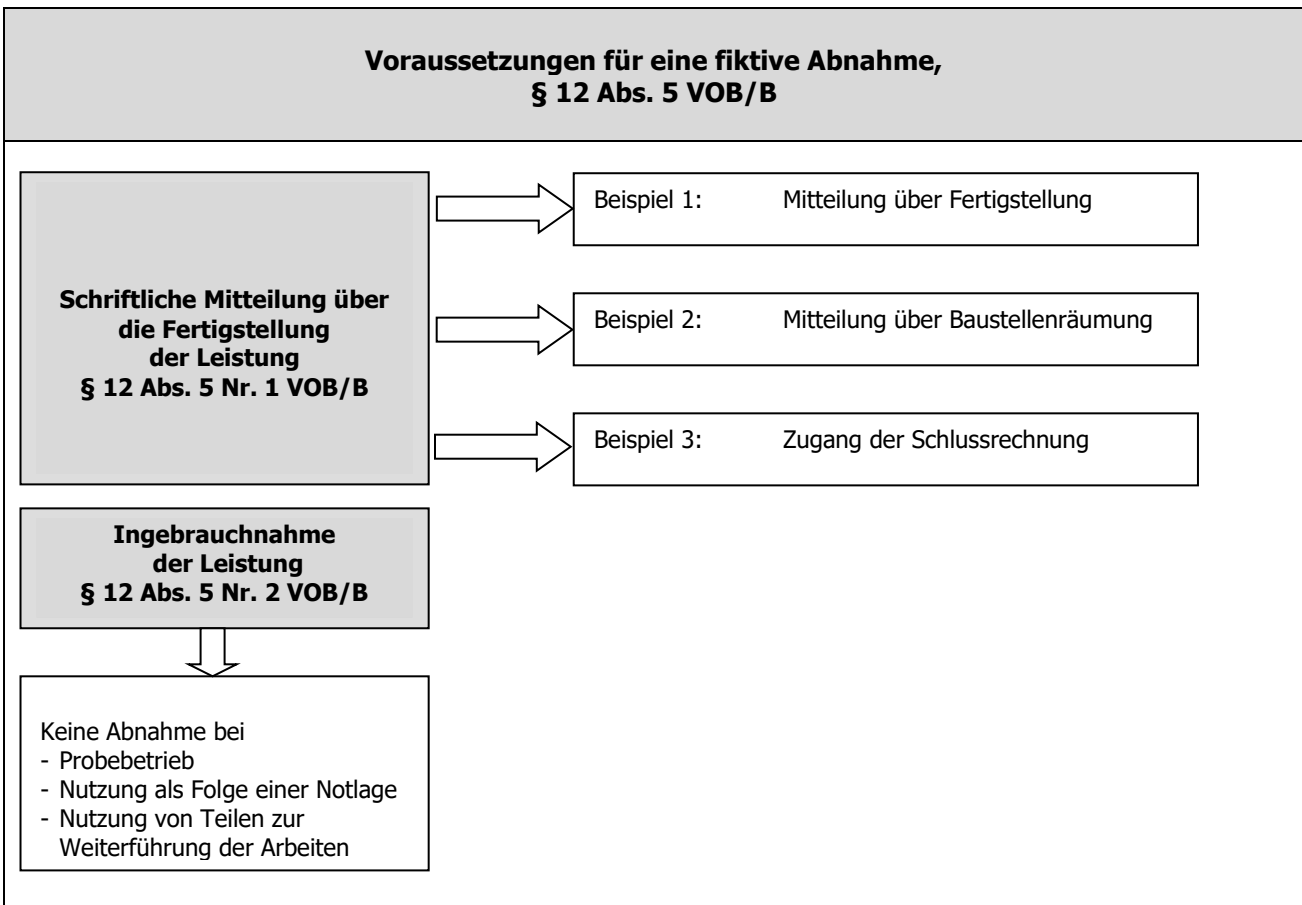 Voraussetzungen für eine fiktive Abnahme,
§ 12 Abs. 5 VOB/B
Schriftliche Mitteilung über
die Fertigstellung
der Leistung
§ 12 Abs. 5 Nr. 1 VOB/B
Beispiel 1: Mitteilung über Fertigstellung
Beispiel 2: Mitteilung über Baustellenräumung
Beispiel 3: Zugang der Schlussrechnung
Ingebrauchnahme
der Leistung
§ 12 Abs. 5 Nr. 2 VOB/B
Keine Abnahme bei
- Probebetrieb
- Nutzung als Folge einer Notlage
- Nutzung von Teilen zur
Weiterführung der Arbeiten